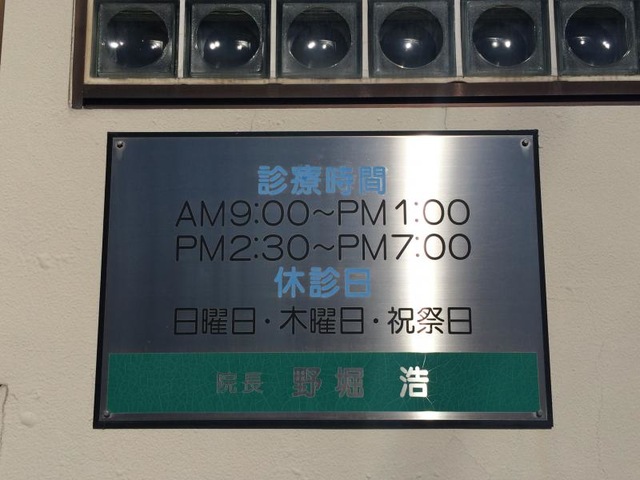 診療時間
AM9:00~PM1:00
PM2:30~PM7:00
休診日
日曜日・木曜日・祝祭日
院長 野堀 浩